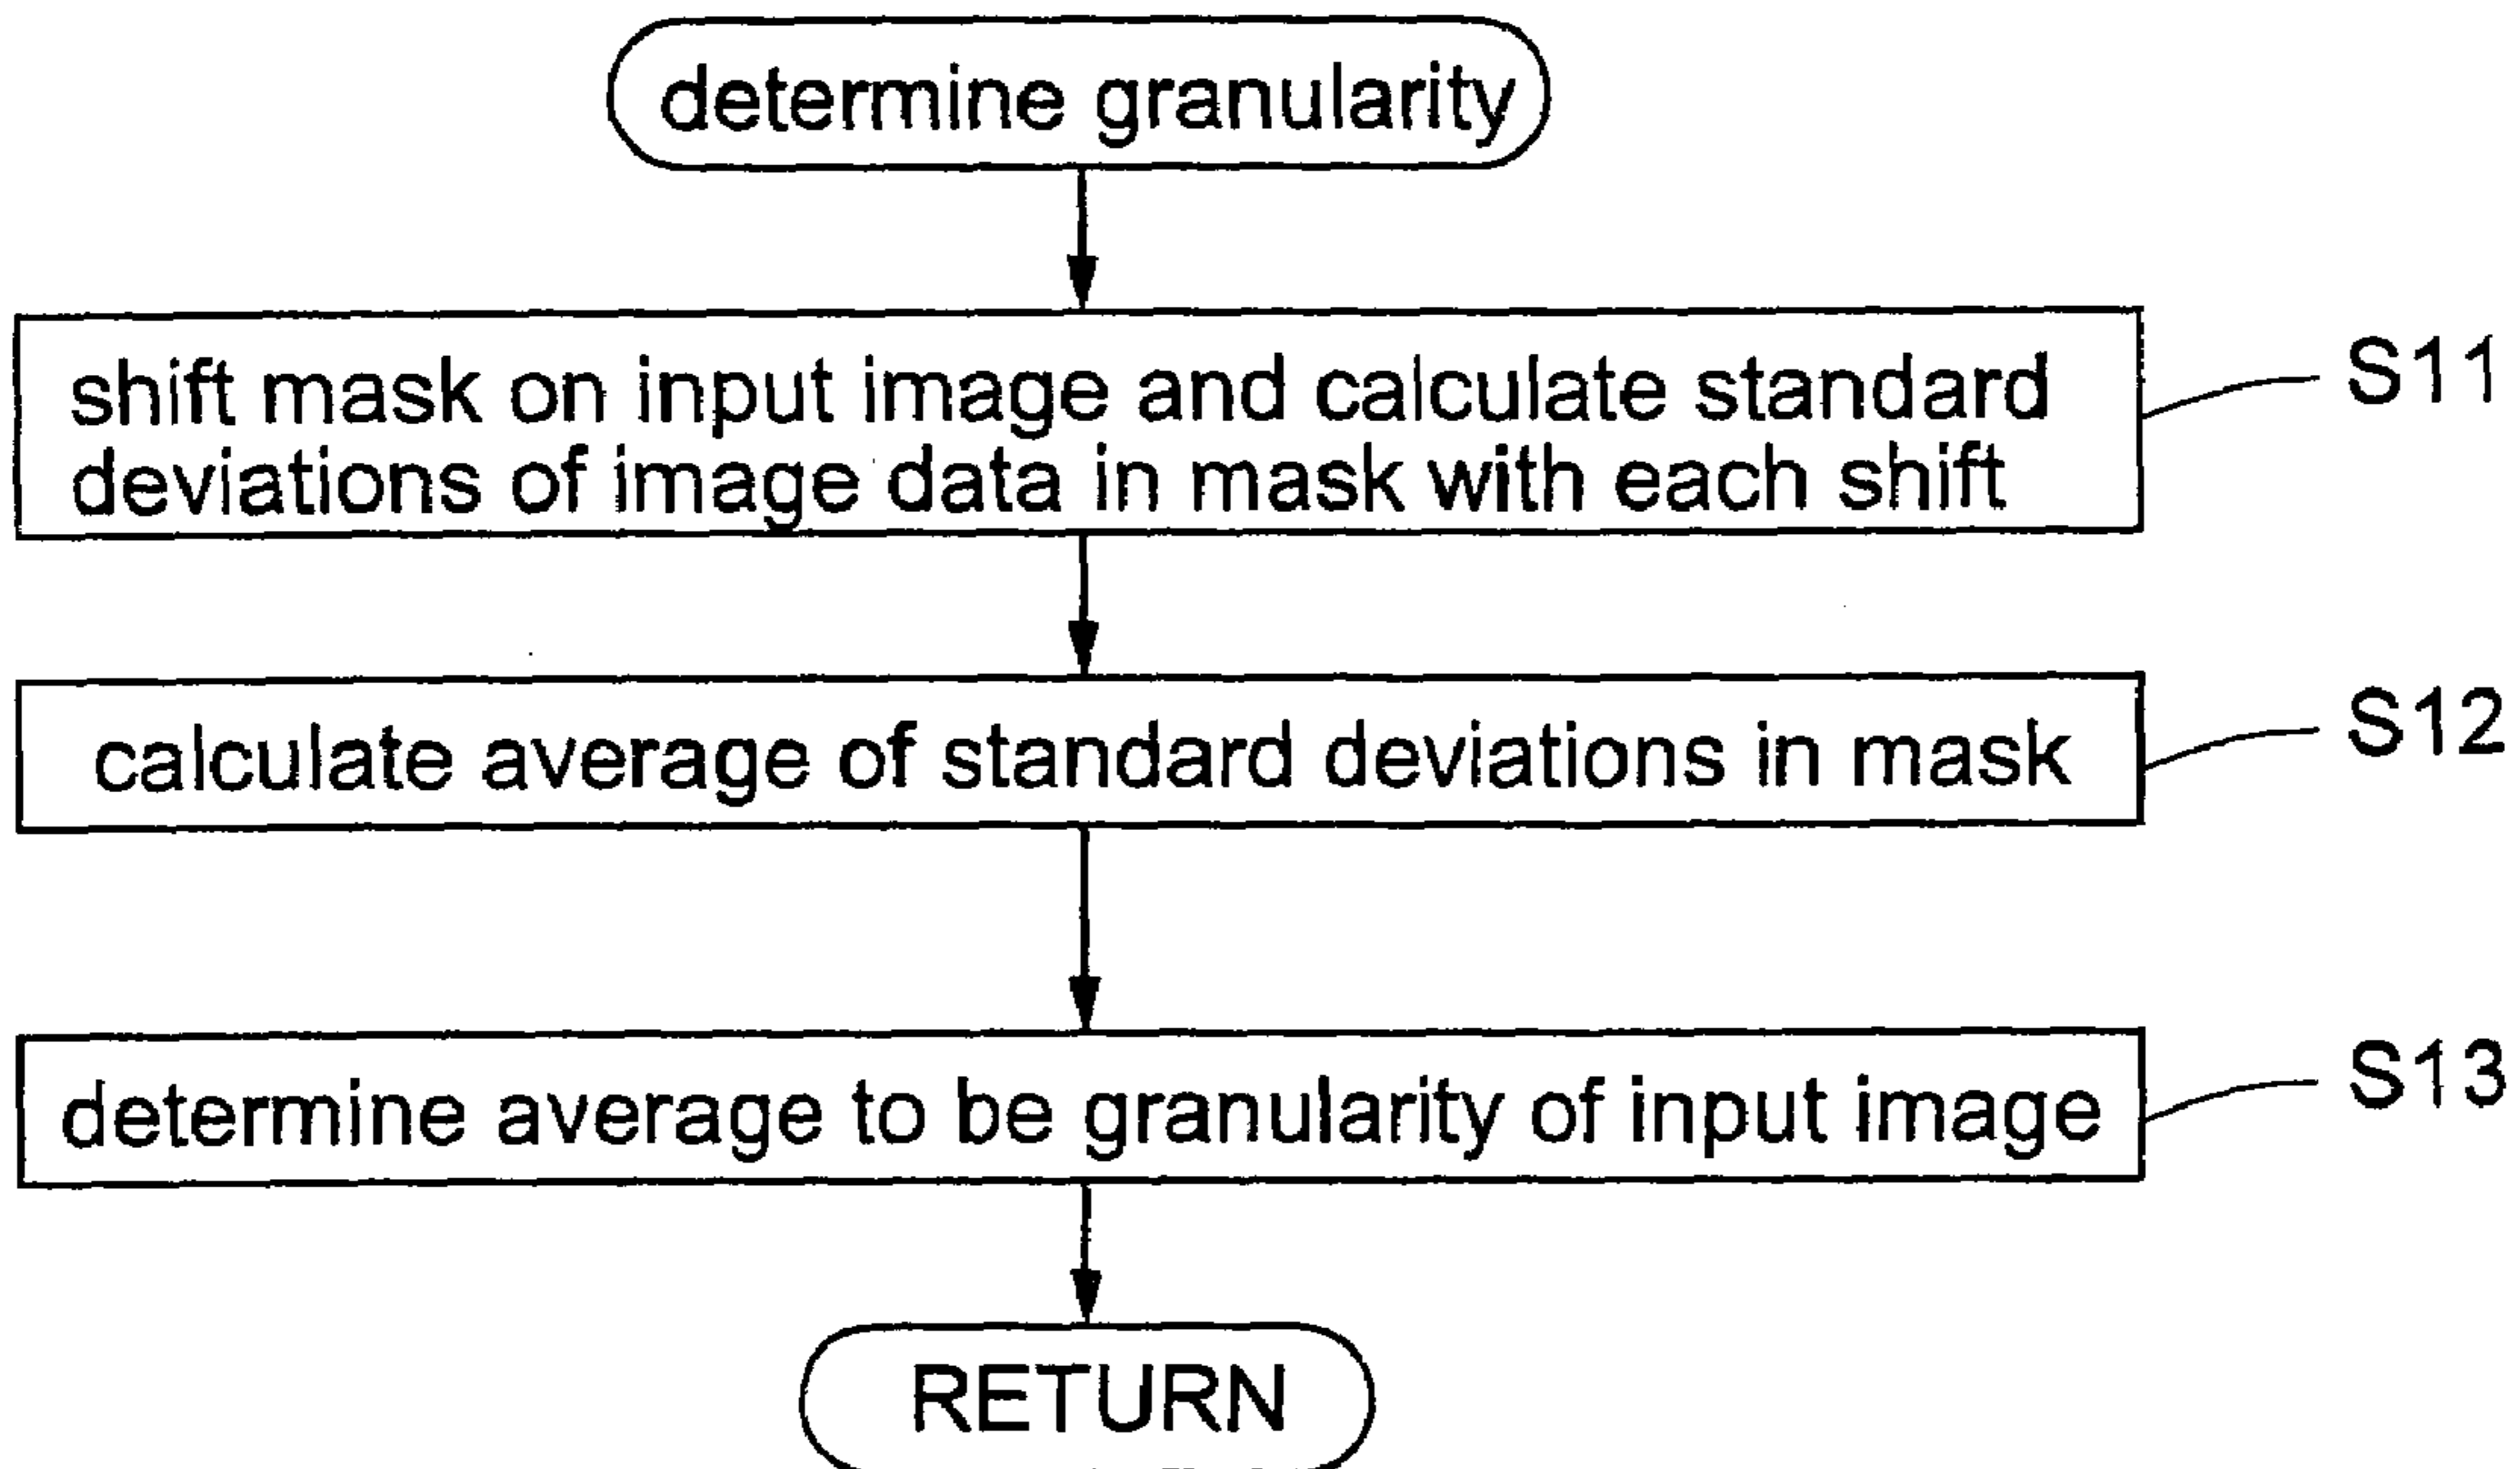 determine granularity
shift mask on input image and calculate standard
deviations of image data in mask with each shift
S11
calculate average of standard deviations in mask
S12
determine average to be granularity of input image
S13
RETURN